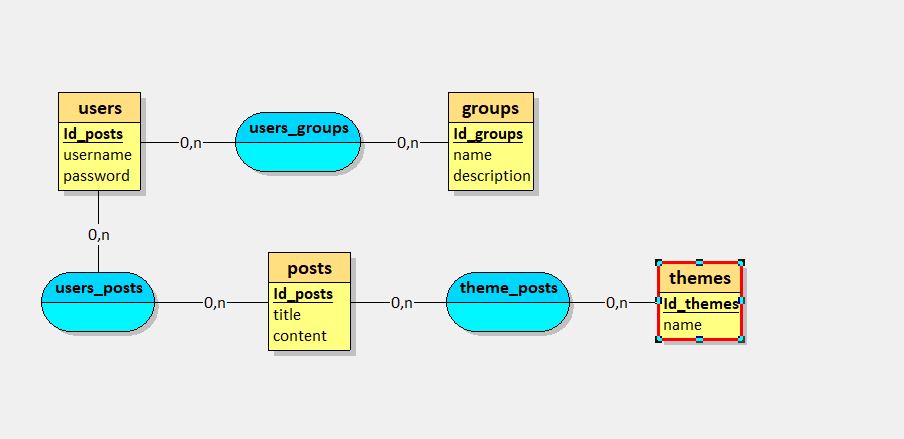 users
Id_posts
username
password
0,n
users_groups
0,n
groups
Id_groups
name
description
0,n
users_posts
0,n
posts
Id_posts
title
content
0,n
theme_posts
0,n
themes
Id_themes
name